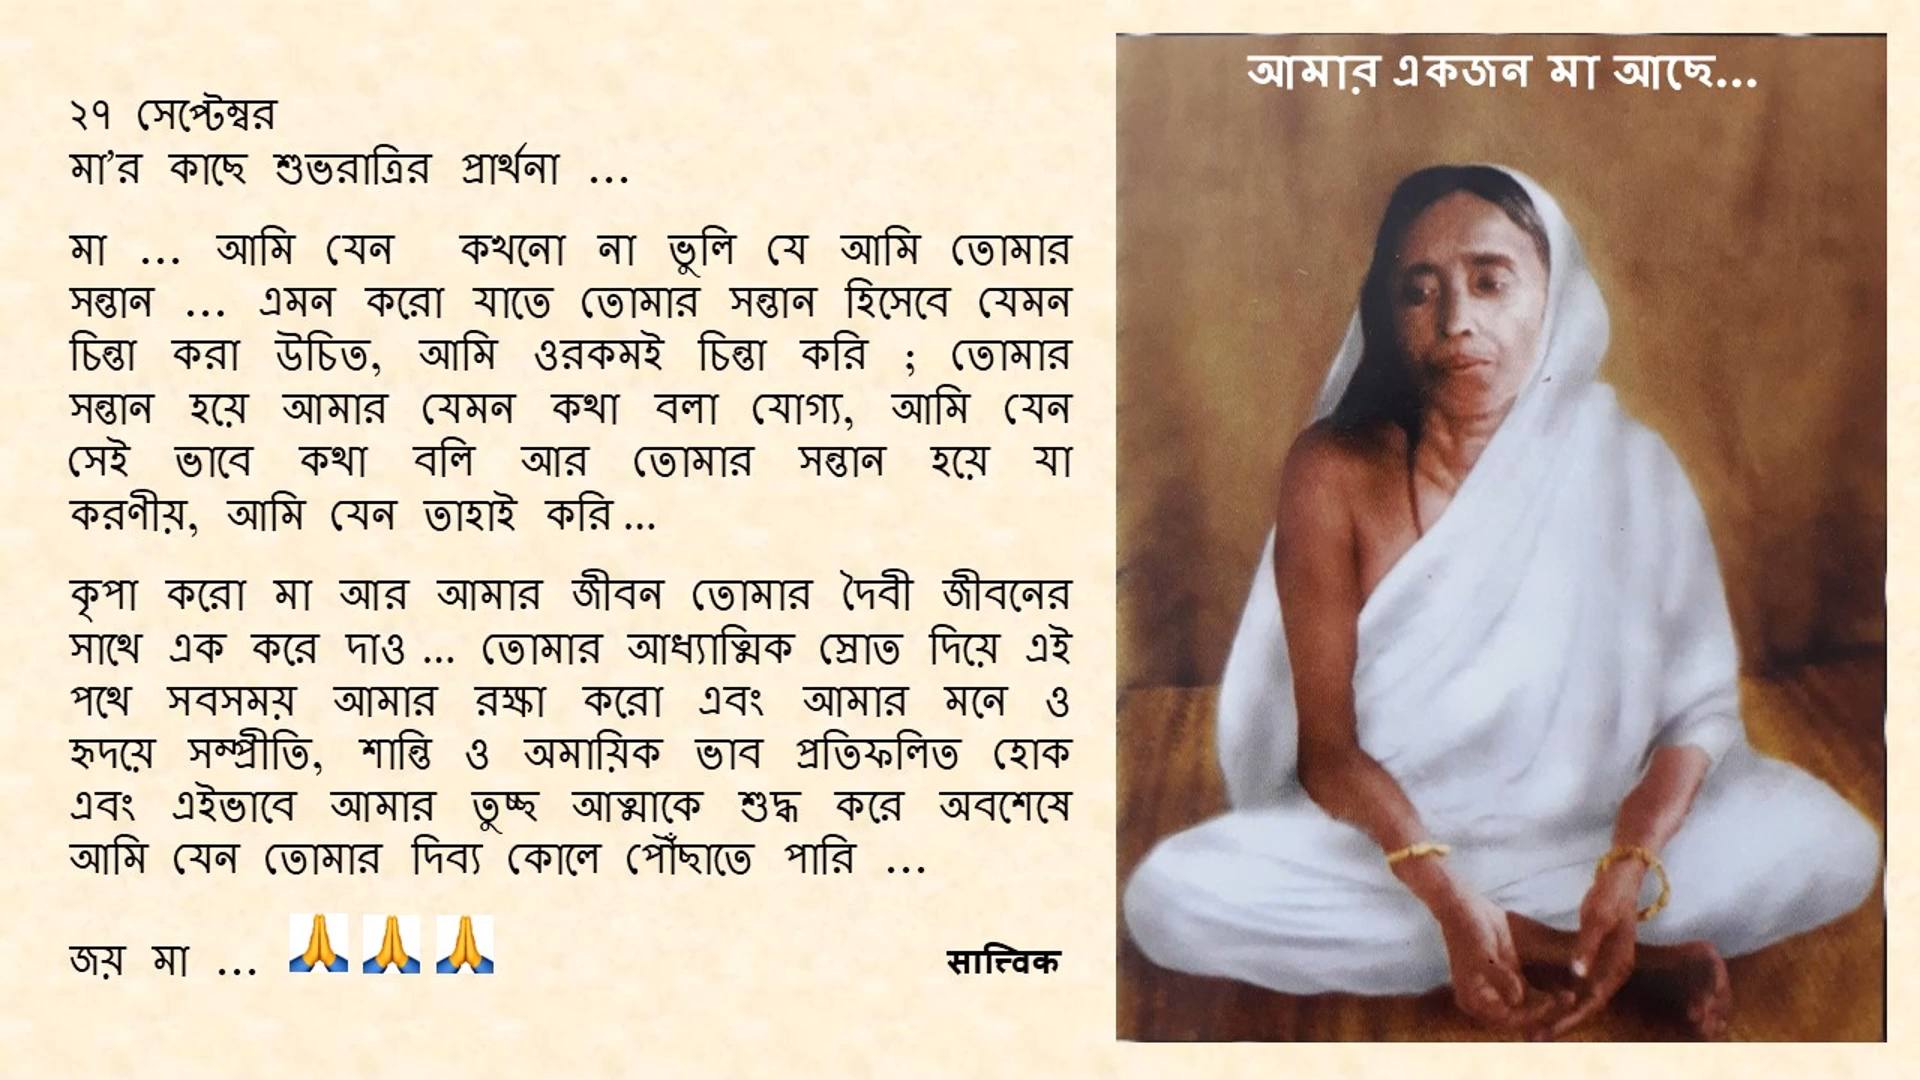 ২৭ সেপ্টেম্বর
মা’র কাছে শুভরাত্রির প্রার্থনা ...
মা ... আমি যেন কখনো না ভুলি যে আমি তোমার
সন্তান ... এমন করো যাতে তোমার সন্তান হিসেবে যেমন
চিন্তা করা উচিত, আমি ওরকমই চিন্তা করি ; তোমার
সন্তান হয়ে আমার যেমন কথা বলা যোগ্য, আমি যেন
সেই ভাবে কথা বলি আর তোমার সন্তান হয়ে যা
করণীয়, আমি যেন তাহাই করি ...
কৃপা করো মা আর আমার জীবন তোমার দৈবী জীবনের
সাথে এক করে দাও ... তোমার আধ্যাত্মিক স্রোত দিয়ে এই
পথে সবসময় আমার রক্ষা করো এবং আমার মনে ও
হৃদয়ে সম্প্রীতি, শান্তি ও অমায়িক ভাব প্রতিফলিত হোক
এবং এইভাবে আমার তুচ্ছ আত্মাকে শুদ্ধ করে অবশেষে
আমি যেন তোমার দিব্য কোলে পৌঁছাতে পারি ...
জয় মা ... 🙏🙏🙏
सात्त्विक
আমার একজন মা আছে...